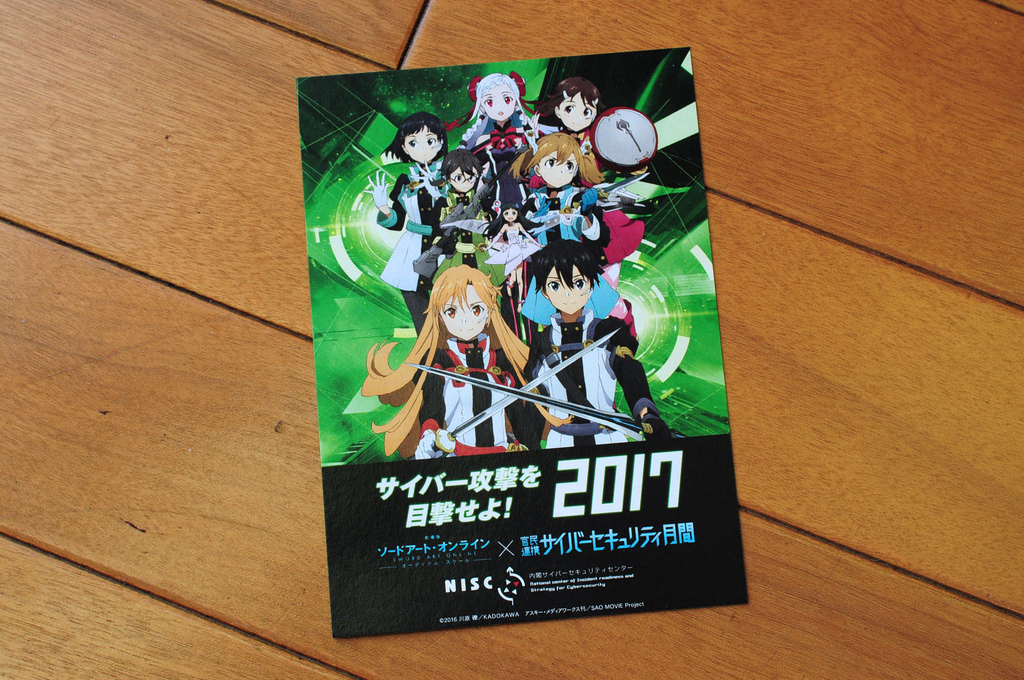 サイバー攻撃を
目撃せよ!
2017
劇場版
ソードアート・オンライン
SWORD ART ONLINE
オーディナル・スケール
×
官民
連携
サイバーセキュリティ月間
NISC
内閣サイバーセキュリティセンター
National center of Incident readiness and
Strategy for Cybersecurity
©2016 川原 礫/KADOKAWA アスキー・メディアワークス刊/SAO MOVIE Project